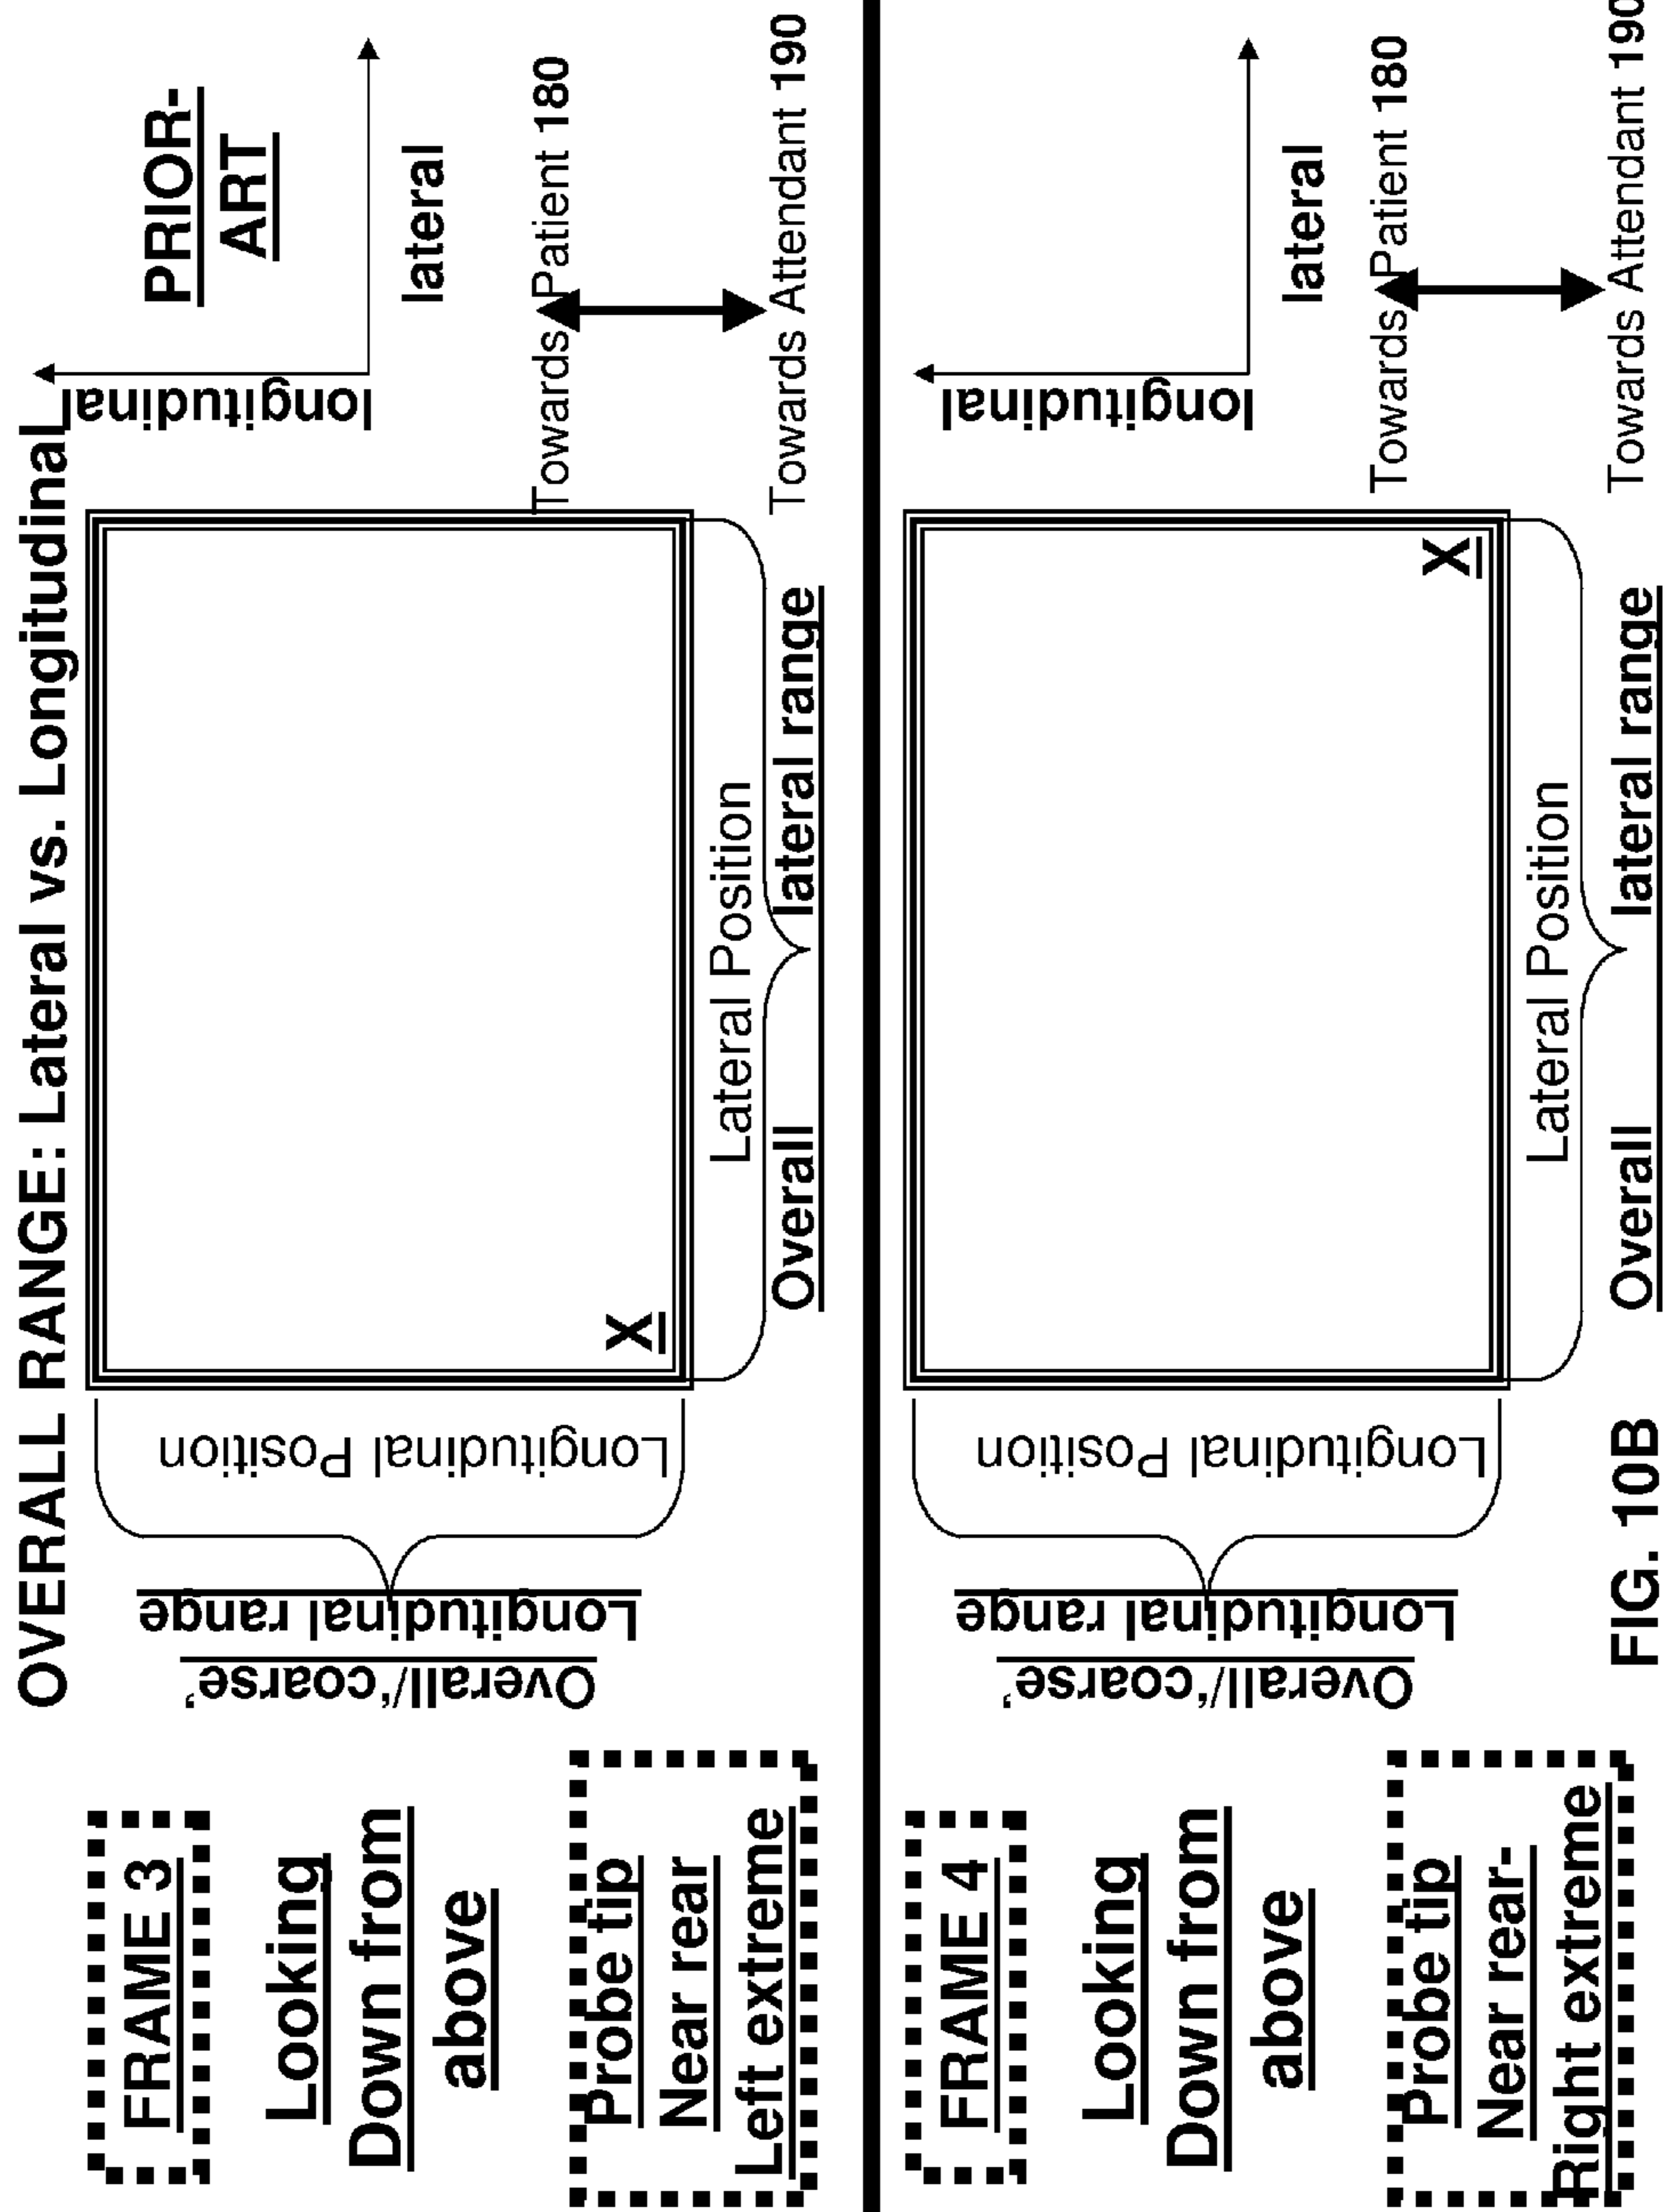 OVERALL RANGE: Lateral vs. Longitudinal
FRAME 3
Looking
Down from
above
Probe tip
Near rear
Left extreme
Overall/‘coarse’
Longitudinal range
Longitudinal Position
X
Lateral Position
Overall lateral range
PRIOR-
ART
longitudinal
lateral
Towards Patient 180
Towards Attendant 190
FRAME 4
Looking
Down from
above
Probe tip
Near rear-
Right extreme
Overall/‘coarse’
Longitudinal range
Longitudinal Position
X
Lateral Position
Overall lateral range
longitudinal
lateral
Towards Patient 180
Towards Attendant 190
FIG. 10B